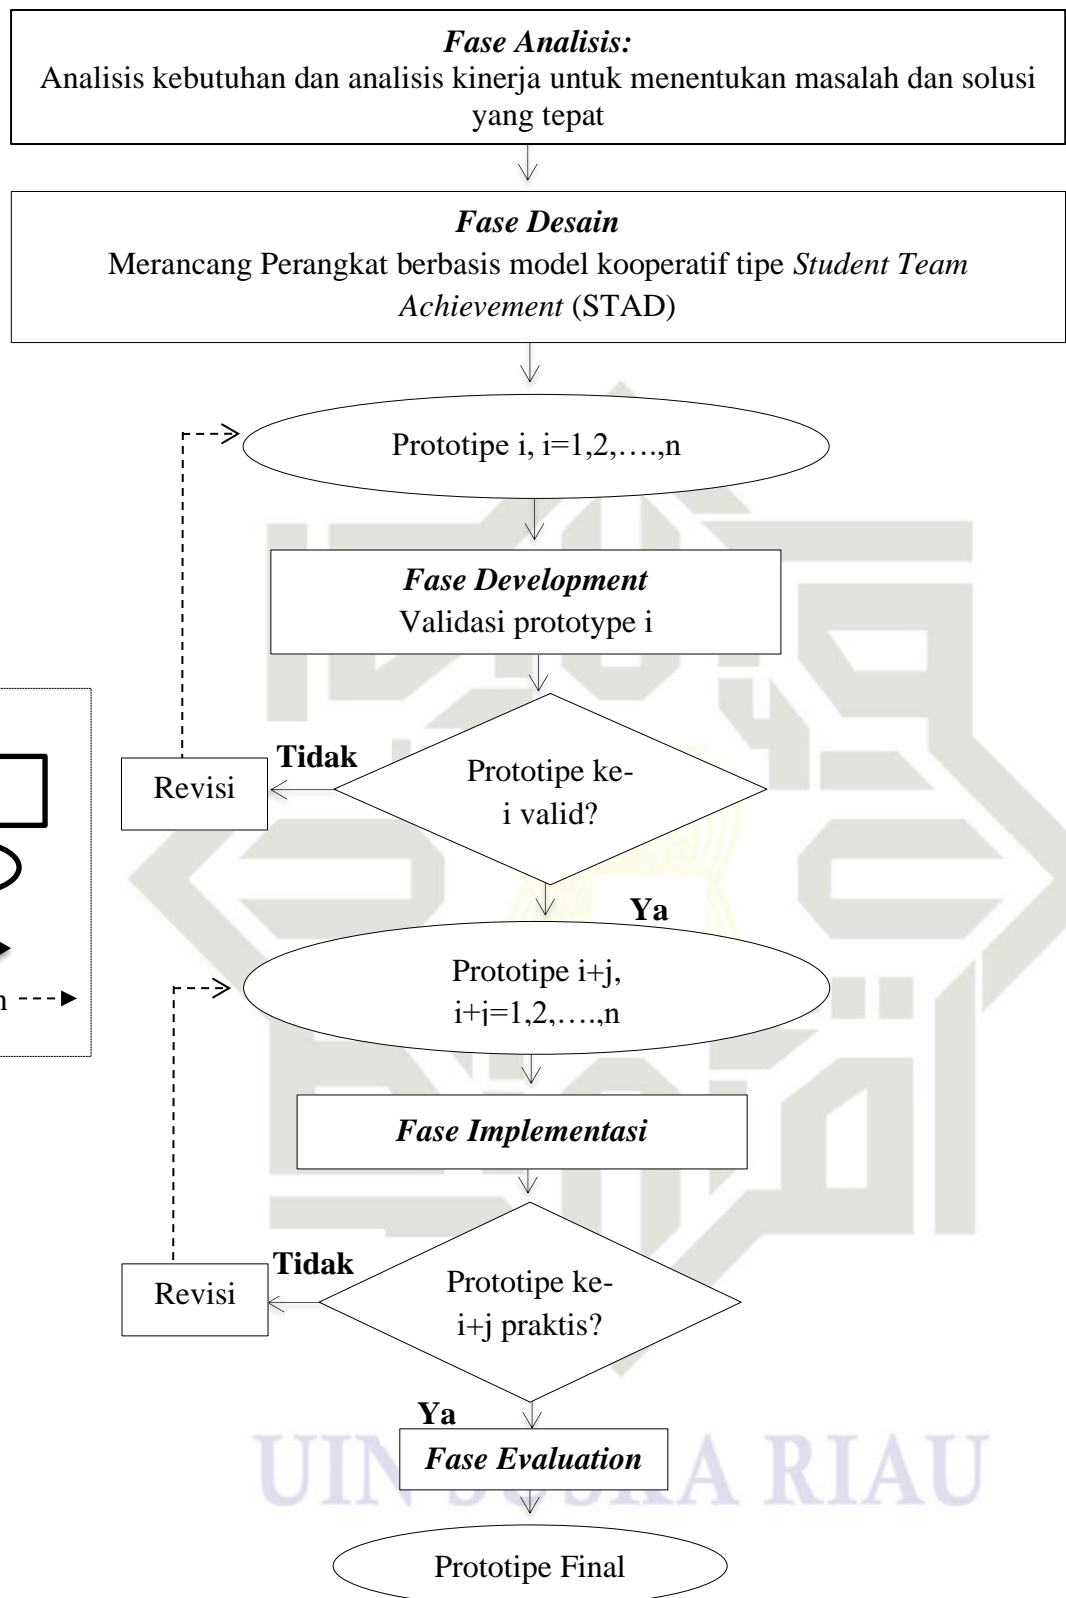 Fase Analisis:
Analisis kebutuhan dan analisis kinerja untuk menentukan masalah dan solusi
yang tepat
Fase Desain
Merancang Perangkat berbasis model kooperatif tipe Student Team
Achievement (STAD)
Prototipe i, i=1,2,….,n
Fase Development
Validasi prototype i
Tidak
Revisi
Prototipe ke-
i valid?
Ya
Prototipe i+j,
i+j=1,2,….,n
Fase Implementasi
Tidak
Revisi
Prototipe ke-
i+j praktis?
Ya
Fase Evaluation
UIN SUSKA RIAU
Prototipe Final